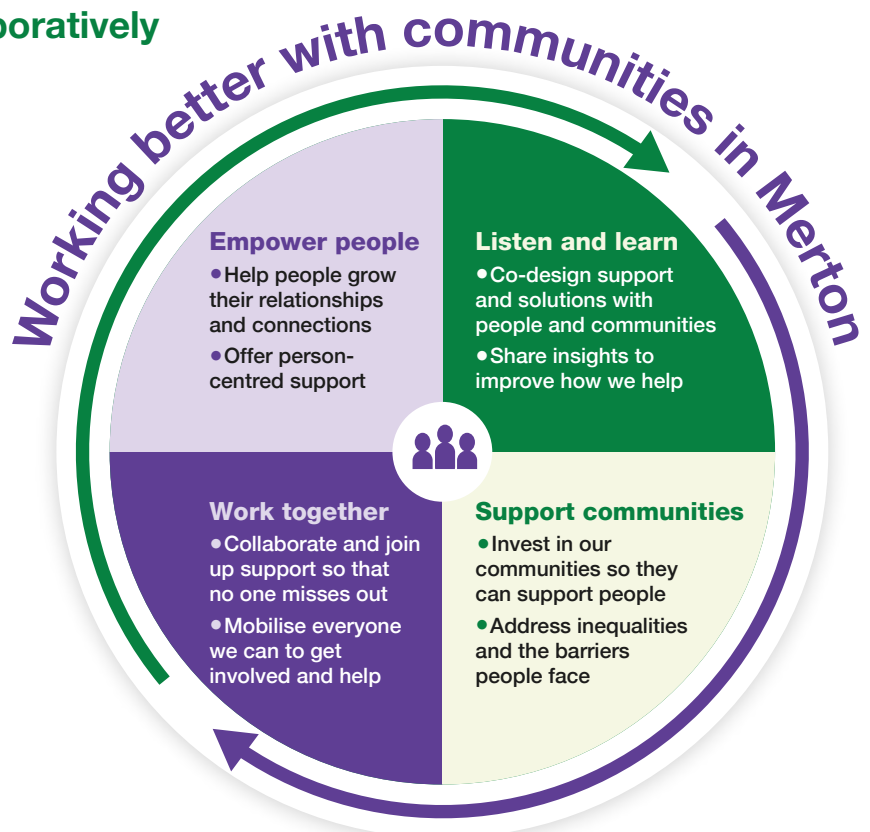 Working better with communities in Merton
Empower people
•Help people grow
their relationships
and connections
•Offer person-
centred support
Listen and learn
•Co-design support
and solutions with
people and communities
•Share insights to
improve how we help
Work together
•Collaborate and join
up support so that
no one misses out
•Mobilise everyone
we can to get
involved and help
Support communities
•Invest in our
communities so they
can support people
•Address inequalities
and the barriers
people face